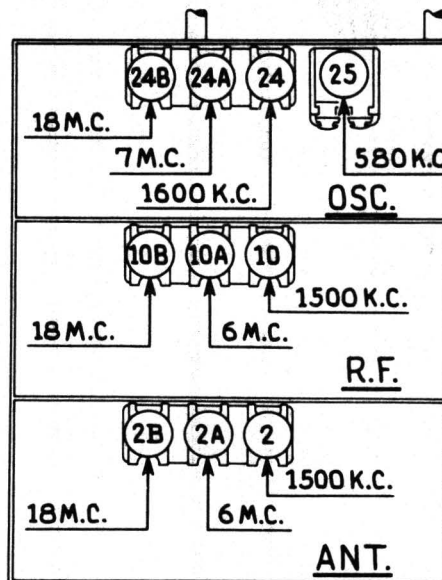 24B 24A 24 25
18 M.C.
7 M.C. 580 K.C.
1600 K.C. OSC.
10B 10A 10
1500 K.C.
18 M.C. 6 M.C.
R.F.
2B 2A 2
1500 K.C.
18 M.C. 6 M.C.
ANT.